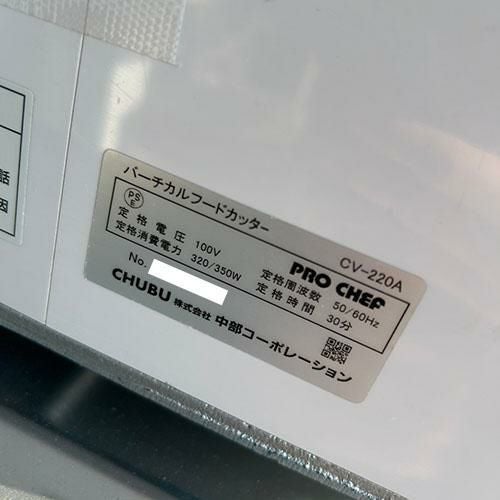 バーチカルフードカッター
CV-220A
PS
E
PRO CHEF
定格電圧 100V
定格周波数 50/60Hz
定格消費電力 320/350W
定格時間 30分
No.
CHUBU 株式会社 中部コーポレーション
話
因